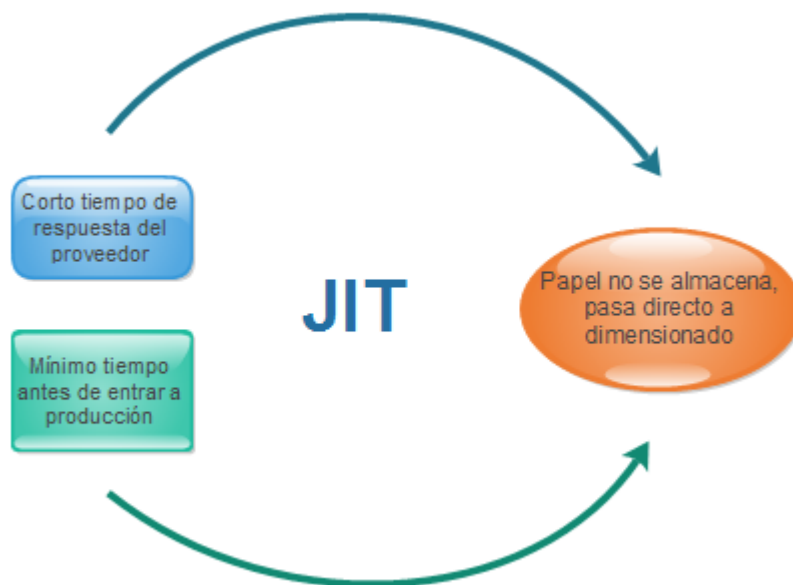 Corto tiempo de
respuesta del
proveedor
JIT
Papel no se almacena,
pasa directo a
dimensionado
Mínimo tiempo
antes de entrar a
producción